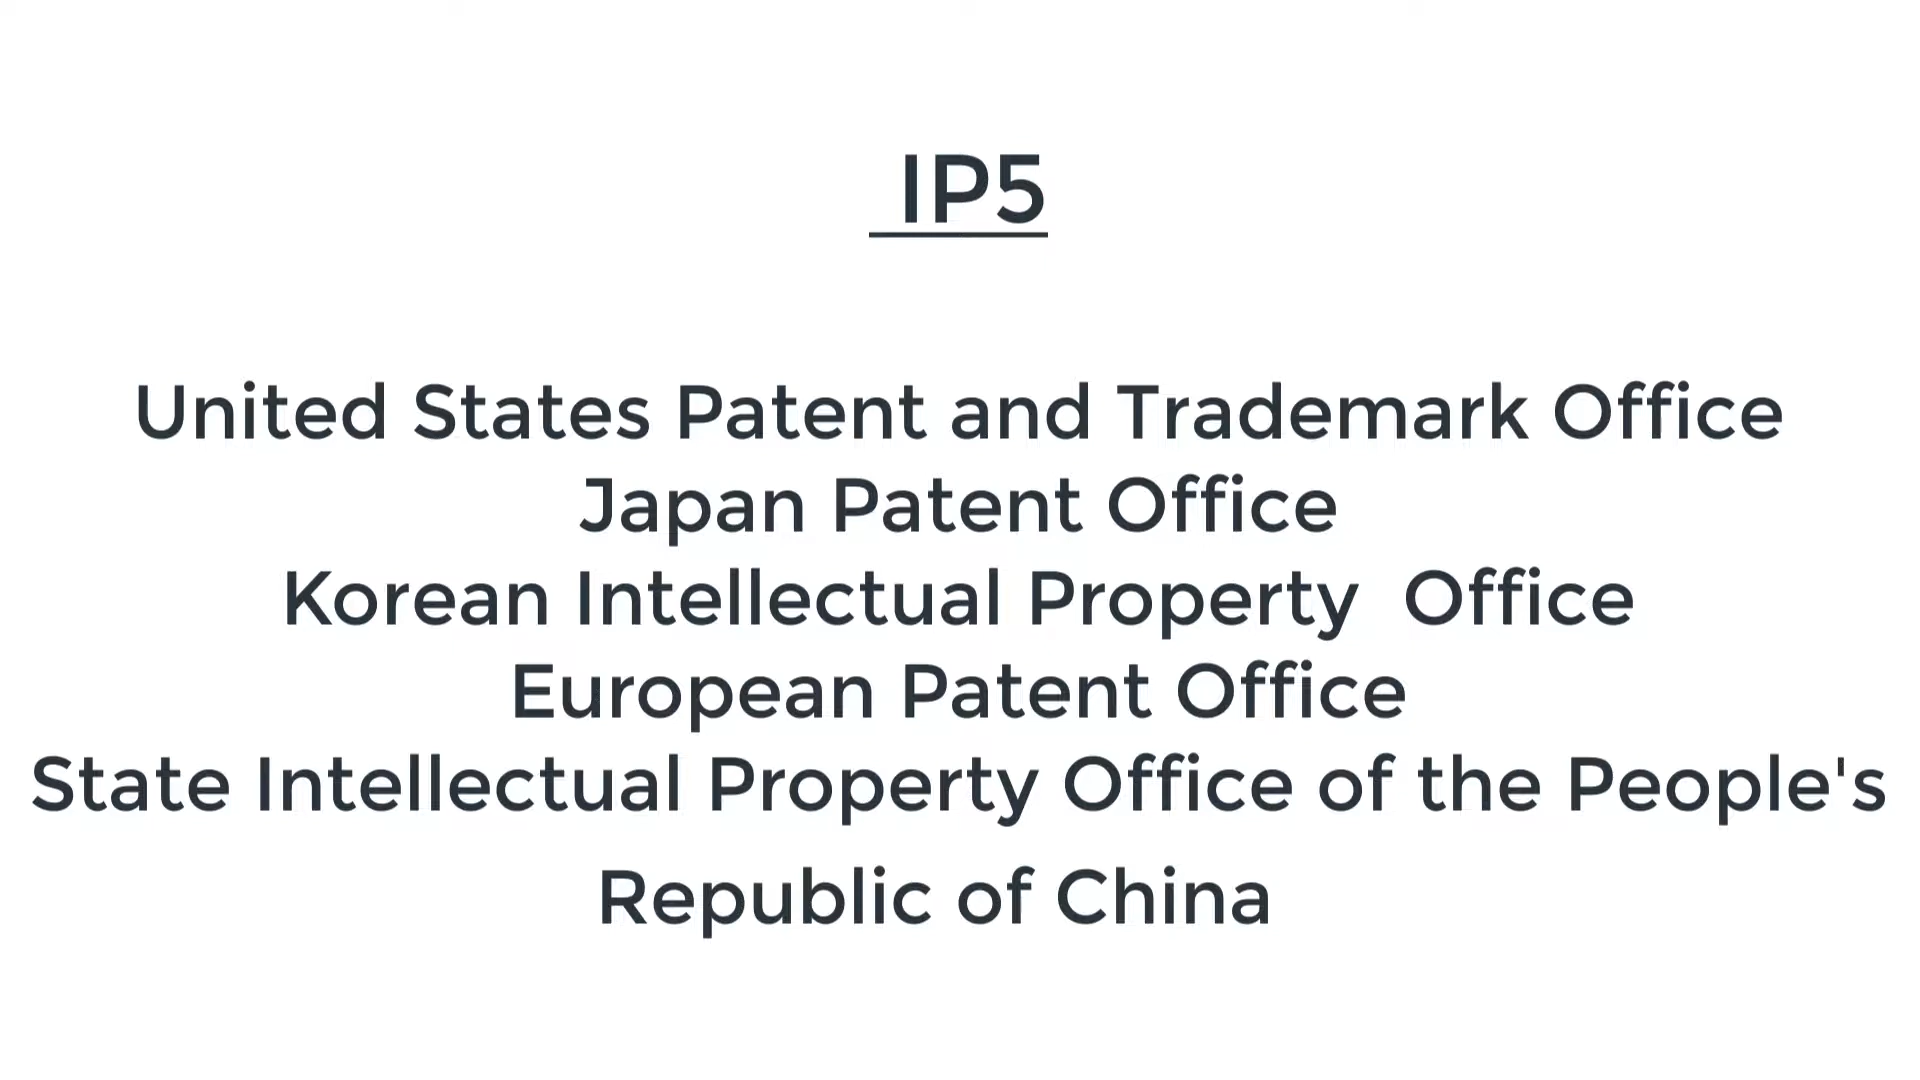 IP5
United States Patent and Trademark Office
Japan Patent Office
Korean Intellectual Property  Office
European Patent Office
State Intellectual Property Office of the People's
Republic of China